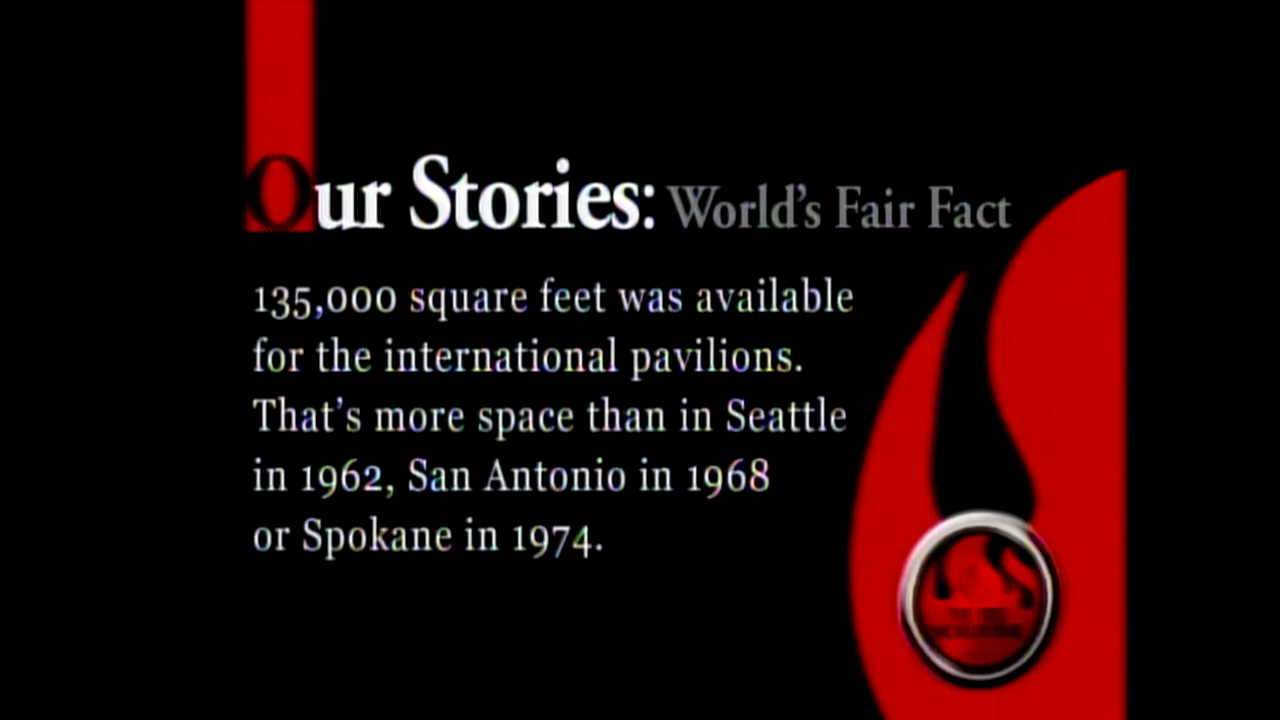 Our Stories: World's Fair Fact
135,000 square feet was available
for the international pavilions.
That's more space than in Seattle
in 1962, San Antonio in 1968
or Spokane in 1974.